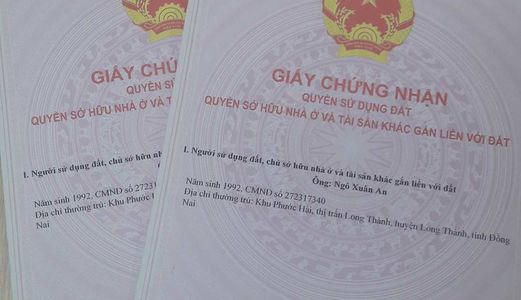 GIẤY CHỨNG
QUYỀN SỬ
QUYỀN SỞ HỮU NHÀ Ở VÀ T
I. Người sử dụng đất, chủ sở hữu nhà
Năm sinh 1992, CMND số 27231
Địa chỉ thường trú: Khu Phước H
Nai
GIẤY CHỨNG NHẬN
QUYỀN SỬ DỤNG ĐẤT
QUYỀN SỞ HỮU NHÀ Ở VÀ TÀI SẢN KHÁC GẮN LIỀN VỚI ĐẤT
I. Người sử dụng đất, chủ sở hữu nhà ở và tài sản khác gắn liền với đất
Ông: Ngô Xuân An
Năm sinh 1992, CMND số 272317340
Địa chỉ thường trú: Khu Phước Hải, thị trấn Long Thành, huyện Long Thành, tỉnh Đồng
Nai